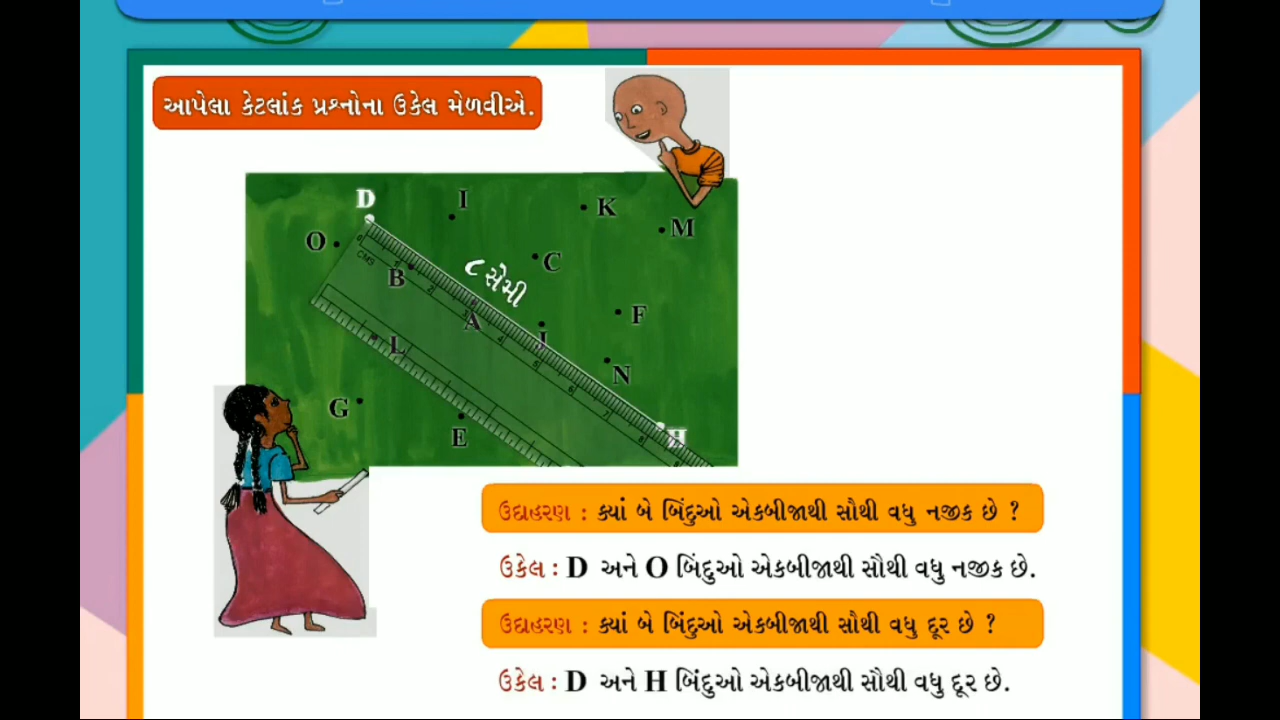 આપેલા કેટલાંક પ્રશ્નોના ઉકેલ મેળવીએ.
D
I
K
M
O
C
B
CMS
૮ સેમી
A
F
J
L
N
G
E
H
ઉદાહરણ : ક્યાં બે બિંદુઓ એકબીજાથી સૌથી વધુ નજીક છે ?
ઉકેલ : D અને O બિંદુઓ એકબીજાથી સૌથી વધુ નજીક છે.
ઉદાહરણ : ક્યાં બે બિંદુઓ એકબીજાથી સૌથી વધુ દૂર છે ?
ઉકેલ : D અને H બિંદુઓ એકબીજાથી સૌથી વધુ દૂર છે.